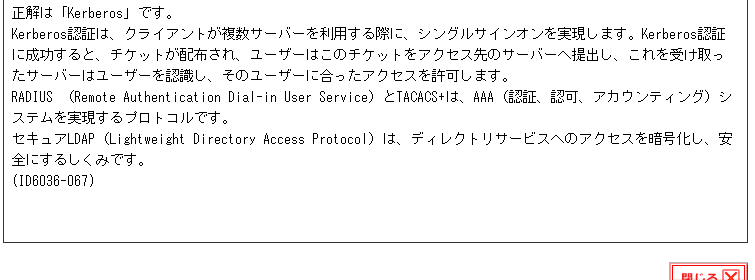 正解は「Kerberos」です。
Kerberos認証は、クライアントが複数サーバーを利用する際に、シングルサインオンを実現します。Kerberos認証
に成功すると、チケットが配布され、ユーザーはこのチケットをアクセス先のサーバーへ提出し、これを受け取っ
たサーバーはユーザーを認識し、そのユーザーに合ったアクセスを許可します。
RADIUS （Remote Authentication Dial-in User Service）とTACACS+は、AAA（認証、認可、アカウンティング）シ
ステムを実現するプロトコルです。
セキュアLDAP（Lightweight Directory Access Protocol）は、ディレクトリサービスへのアクセスを暗号化し、安
全にするしくみです。
(ID6036-067)
閉じる